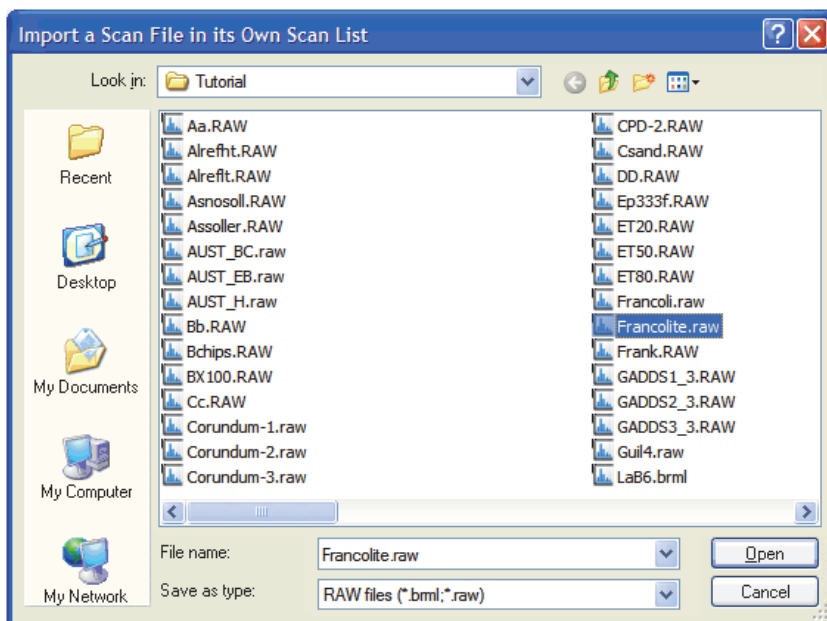 Import a Scan File in its Own Scan List
Look in:
Tutorial
Recent
Desktop
My Documents
My Computer
My Network
Aa.RAW
Alrefht.RAW
Alreflt.RAW
Asnosoll.RAW
Assoller.RAW
AUST_BC.raw
AUST_EB.raw
AUST_H.raw
Bb.RAW
Bchips.RAW
BX100.RAW
Cc.RAW
Corundum-1.raw
Corundum-2.raw
Corundum-3.raw
CPD-2.RAW
Csand.RAW
DD.RAW
Ep333f.RAW
ET20.RAW
ET50.RAW
ET80.RAW
Francoli.raw
Francolite.raw
Frank.RAW
GADDS1_3.RAW
GADDS2_3.RAW
GADDS3_3.RAW
Guil4.raw
LaB6.brml
File name:
Francolite.raw
Open
Save as type:
RAW files (*.brml;*.raw)
Cancel